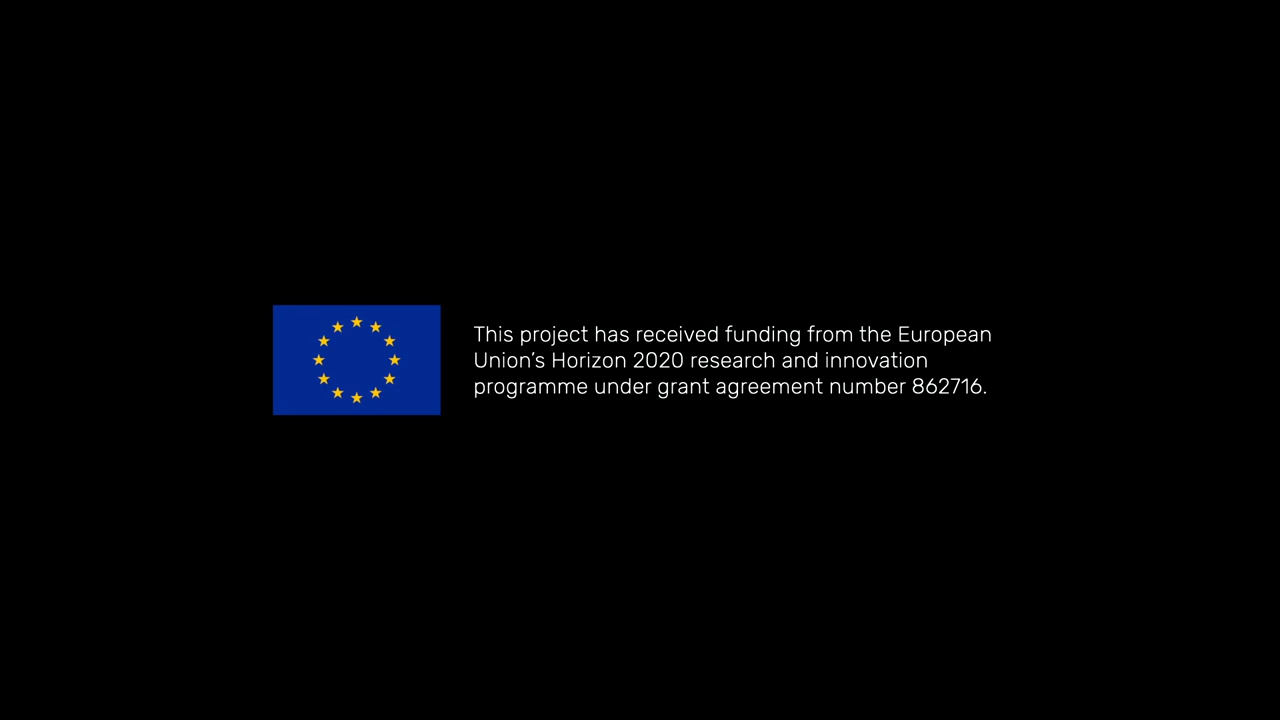 This project has received funding from the European
Union's Horizon 2020 research and innovation
programme under grant agreement number 862716.